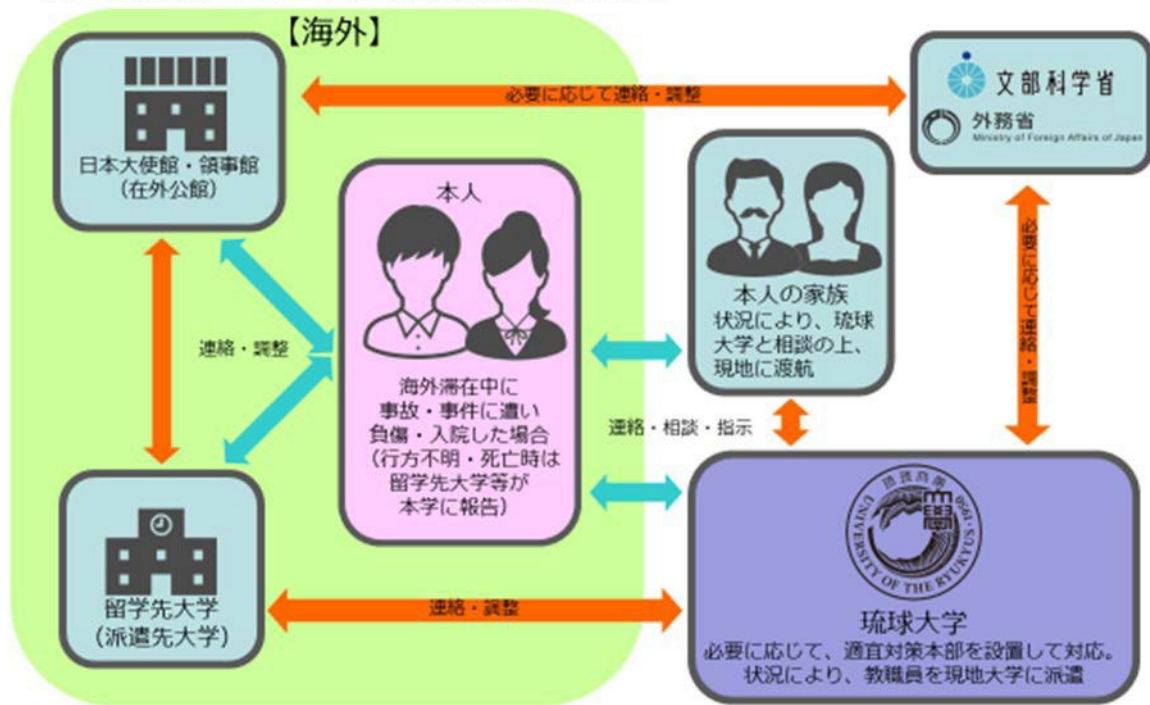 【海外】
日本大使館・領事館
(在外公館)
必要に応じて連絡・調整
文部科学省
外務省
Ministry of Foreign Affairs of Japan
本人
海外滞在中に
事故・事件に遭い
負傷・入院した場合
(行方不明・死亡時は
留学先大学等が
本学に報告)
本人の家族
状況により、琉球
大学と相談の上、
現地に渡航
必要に応じて連絡・調整
連絡・調整
連絡・相談・指示
留学先大学
(派遣先大学)
連絡・調整
UNIVERSITY OF THE RYUKYUS・1950
琉球大学
必要に応じて、適宜対策本部を設置して対応。
状況により、教職員を現地大学に派遣